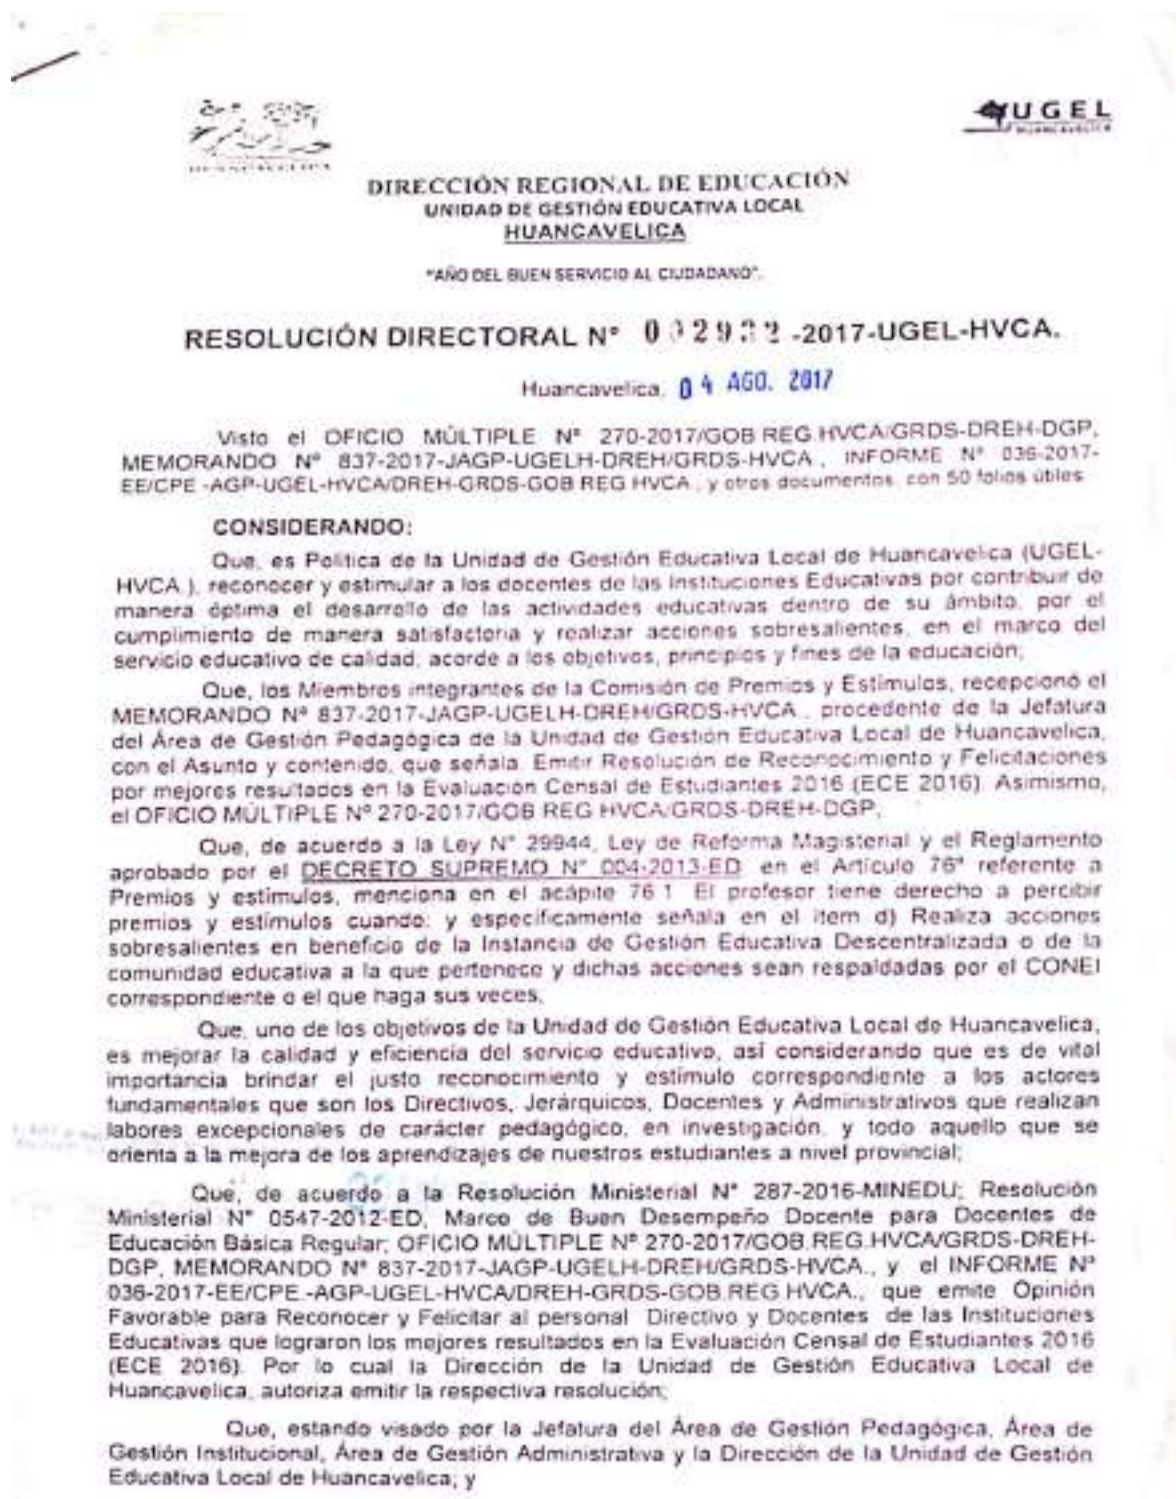 HUANCAVELICA
UGEL
HUANCAVELICA
DIRECCIÓN REGIONAL DE EDUCACIÓN
UNIDAD DE GESTIÓN EDUCATIVA LOCAL
HUANCAVELICA
"AÑO DEL BUEN SERVICIO AL CIUDADANO".
RESOLUCIÓN DIRECTORAL N° -2017-UGEL-HVCA.
Huancavelica, 04 AGO. 2017
Visto el OFICIO MÚLTIPLE Nº 270-2017/GOB.REG.HVCA/GRDS-DREH-DGP,
MEMORANDO Nº 837-2017-JAGP-UGELH-DREH/GRDS-HVCA., INFORME Nº 036-2017-
EE/CPE.-AGP-UGEL-HVCA/DREH-GRDS-GOB.REG.HVCA., y otros documentos, con 50 folios útiles.
CONSIDERANDO:
Que, es Política de la Unidad de Gestión Educativa Local de Huancavelica (UGEL-
HVCA.), reconocer y estimular a los docentes de las Instituciones Educativas por contribuir de
manera óptima el desarrollo de las actividades educativas dentro de su ámbito, por el
cumplimiento de manera satisfactoria y realizar acciones sobresalientes, en el marco del
servicio educativo de calidad, acorde a los objetivos, principios y fines de la educación;
Que, los Miembros integrantes de la Comisión de Premios y Estímulos, recepcionó el
MEMORANDO Nº 837-2017-JAGP-UGELH-DREH/GRDS-HVCA., procedente de la Jefatura
del Área de Gestión Pedagógica de la Unidad de Gestión Educativa Local de Huancavelica,
con el Asunto y contenido, que señala. Emitir Resolución de Reconocimiento y Felicitaciones
por mejores resultados en la Evaluación Censal de Estudiantes 2016 (ECE 2016). Asimismo,
el OFICIO MÚLTIPLE Nº 270-2017/GOB.REG.HVCA/GRDS-DREH-DGP,
Que, de acuerdo a la Ley N° 29944, Ley de Reforma Magisterial y el Reglamento
aprobado por el DECRETO SUPREMO N° 004-2013-ED, en el Artículo 76ª referente a
Premios y estímulos, menciona en el acápite 76.1 El profesor tiene derecho a percibir
premios y estímulos cuando: y específicamente señala en el ítem d) Realiza acciones
sobresalientes en beneficio de la Instancia de Gestión Educativa Descentralizada o de la
comunidad educativa a la que pertenece y dichas acciones sean respaldadas por el CONEI
correspondiente o el que haga sus veces;
Que, uno de los objetivos de la Unidad de Gestión Educativa Local de Huancavelica,
es mejorar la calidad y eficiencia del servicio educativo, así considerando que es de vital
importancia brindar el justo reconocimiento y estímulo correspondiente a los actores
fundamentales que son los Directivos, Jerárquicos, Docentes y Administrativos que realizan
labores excepcionales de carácter pedagógico, en investigación, y todo aquello que se
orienta a la mejora de los aprendizajes de nuestros estudiantes a nivel provincial;
Que, de acuerdo a la Resolución Ministerial N° 287-2016-MINEDU; Resolución
Ministerial N° 0547-2012-ED, Marco de Buen Desempeño Docente para Docentes de
Educación Básica Regular; OFICIO MÚLTIPLE Nº 270-2017/GOB.REG.HVCA/GRDS-DREH-
DGP, MEMORANDO Nº 837-2017-JAGP-UGELH-DREH/GRDS-HVCA., y el INFORME Nº
036-2017-EE/CPE.-AGP-UGEL-HVCA/DREH-GRDS-GOB.REG.HVCA., que emite Opinión
Favorable para Reconocer y Felicitar al personal Directivo y Docentes de las Instituciones
Educativas que lograron los mejores resultados en la Evaluación Censal de Estudiantes 2016
(ECE 2016). Por lo cual la Dirección de la Unidad de Gestión Educativa Local de
Huancavelica, autoriza emitir la respectiva resolución;
Que, estando visado por la Jefatura del Área de Gestión Pedagógica, Área de
Gestión Institucional, Área de Gestión Administrativa y la Dirección de la Unidad de Gestión
Educativa Local de Huancavelica; y